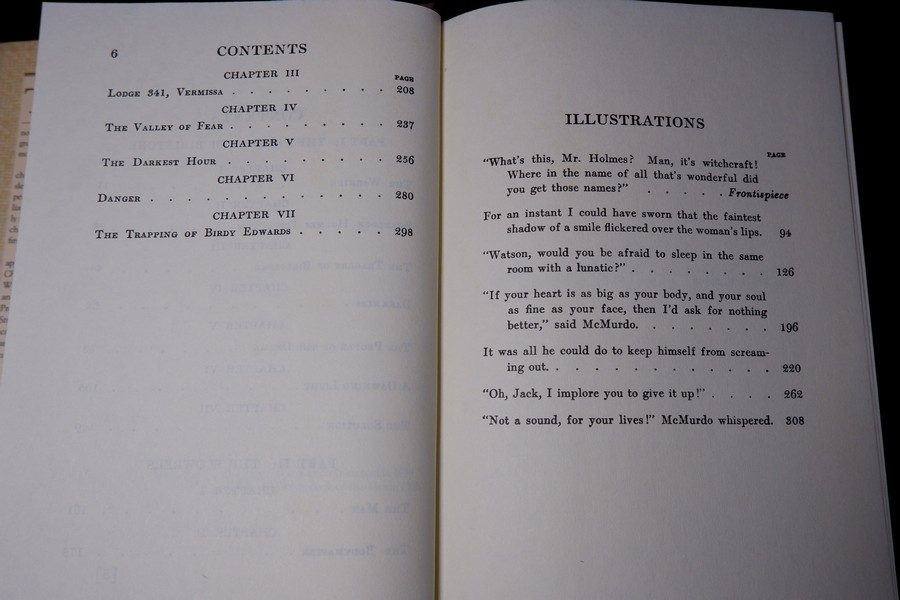 6 CONTENTS
CHAPTER III
PAGE
Lodge 341, Vermissa . . . . . . . . . 208
CHAPTER IV
The Valley of Fear . . . . . . . . . 237
CHAPTER V
The Darkest Hour . . . . . . . . . 256
CHAPTER VI
Danger . . . . . . . . . . . . . . 280
CHAPTER VII
The Trapping of Birdy Edwards . . . . . 298
ILLUSTRATIONS
PAGE
“What's this, Mr. Holmes? Man, it's witchcraft!
Where in the name of all that's wonderful did
you get those names?” . . . . . Frontispiece
For an instant I could have sworn that the faintest
shadow of a smile flickered over the woman's lips. 94
“Watson, would you be afraid to sleep in the same
room with a lunatic?” . . . . . . . . 126
“If your heart is as big as your body, and your soul
as fine as your face, then I'd ask for nothing
better,” said McMurdo. . . . . . . . 196
It was all he could do to keep himself from scream-
ing out. . . . . . . . . . . . . 220
“Oh, Jack, I implore you to give it up!” . . . . 262
“Not a sound, for your lives!” McMurdo whispered. 308